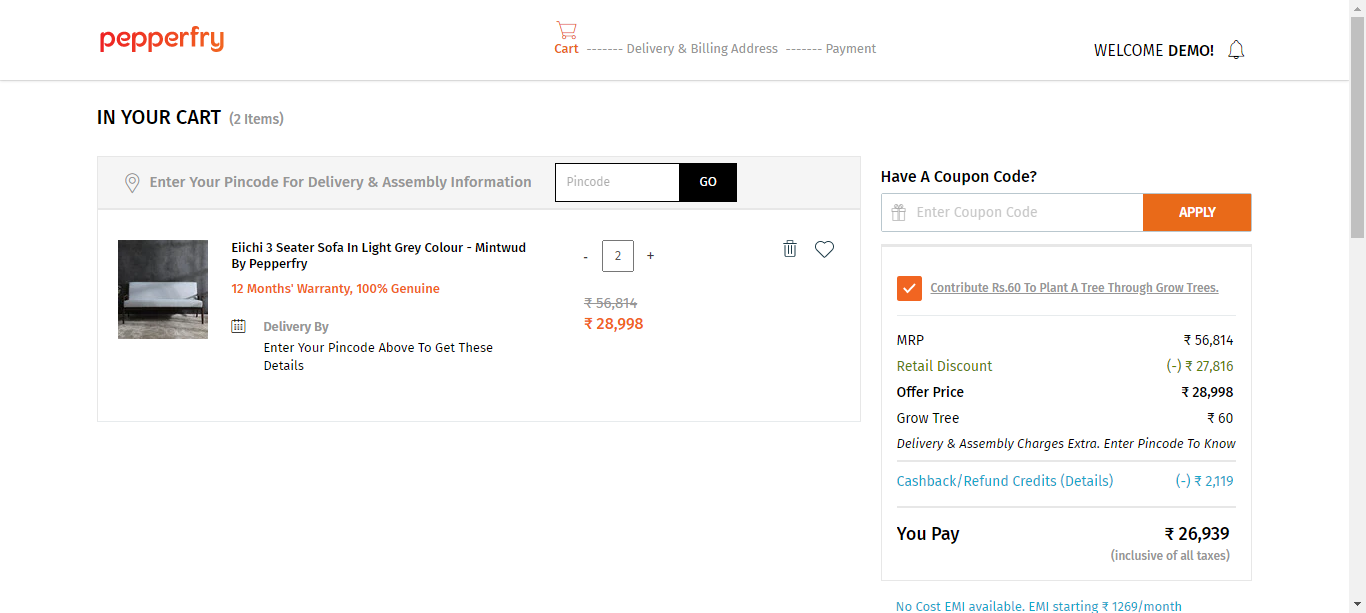 pepperfry
Cart ------- Delivery & Billing Address ------- Payment
WELCOME DEMO!
IN YOUR CART (2 Items)
Enter Your Pincode For Delivery & Assembly Information
Pincode
GO
Eiichi 3 Seater Sofa In Light Grey Colour - Mintwud
By Pepperfry
12 Months' Warranty, 100% Genuine
Delivery By
Enter Your Pincode Above To Get These
Details
- 2 +
₹ 56,814
₹ 28,998
Have A Coupon Code?
Enter Coupon Code
APPLY
Contribute Rs.60 To Plant A Tree Through Grow Trees.
MRP ₹ 56,814
Retail Discount (-) ₹ 27,816
Offer Price ₹ 28,998
Grow Tree ₹ 60
Delivery & Assembly Charges Extra. Enter Pincode To Know
Cashback/Refund Credits (Details) (-) ₹ 2,119
You Pay ₹ 26,939
(inclusive of all taxes)
No Cost EMI available. EMI starting ₹ 1269/month